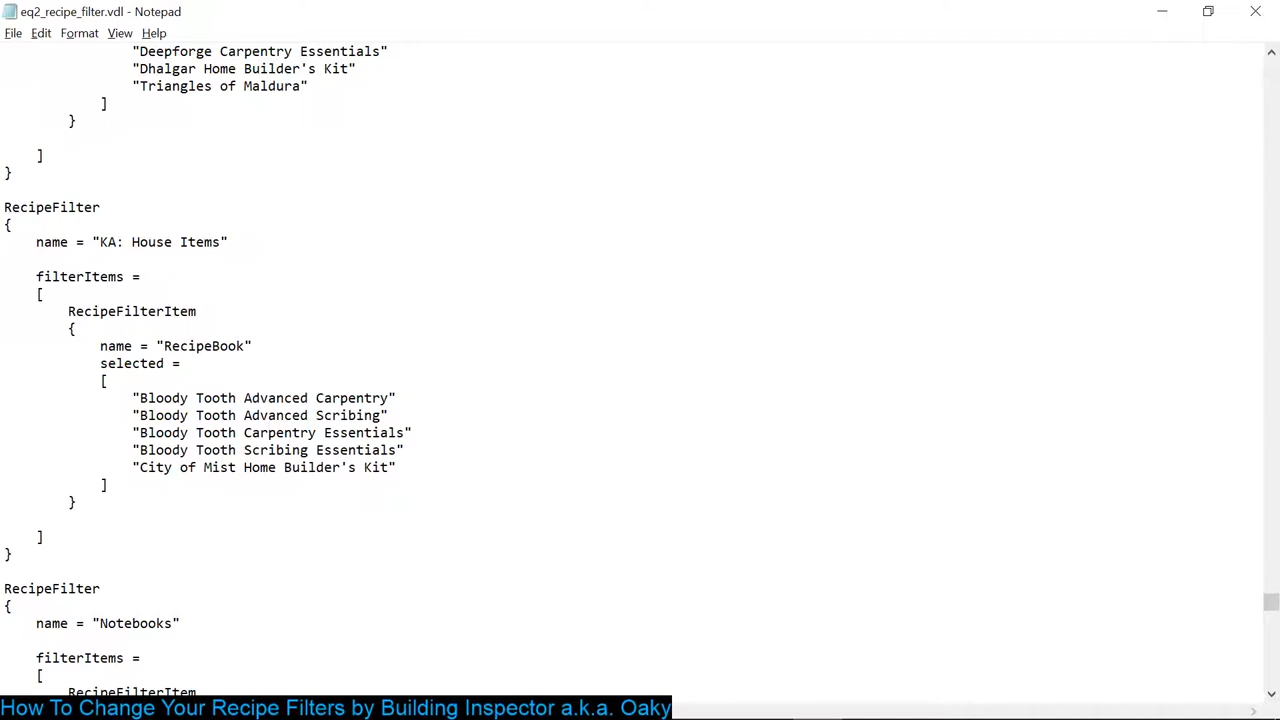 eq2_recipe_filter.vdl - Notepad
File Edit Format View Help
"Deepforge Carpentry Essentials"
"Dhalgar Home Builder's Kit"
"Triangles of Maldura"
]
}
]
}
RecipeFilter
{
name = "KA: House Items"
filterItems =
[
RecipeFilterItem
{
name = "RecipeBook"
selected =
[
"Bloody Tooth Advanced Carpentry"
"Bloody Tooth Advanced Scribing"
"Bloody Tooth Carpentry Essentials"
"Bloody Tooth Scribing Essentials"
"City of Mist Home Builder's Kit"
]
}
]
}
RecipeFilter
{
name = "Notebooks"
filterItems =
[
RecipeFilterItem
How To Change Your Recipe Filters by Building Inspector a.k.a. Oaky